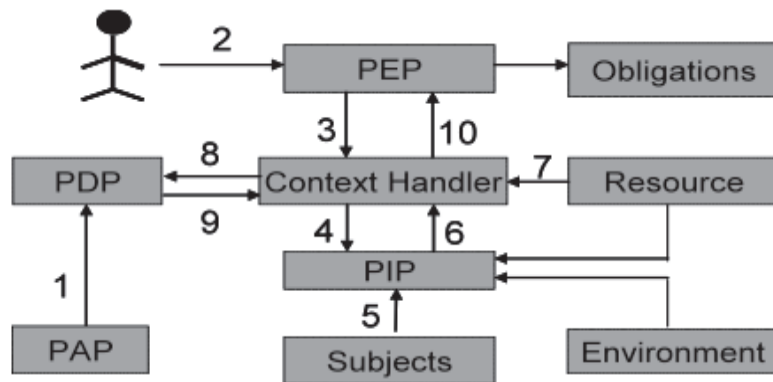 2
PEP
Obligations
3
10
8
7
PDP
Context Handler
Resource
9
4
6
1
PIP
5
PAP
Subjects
Environment